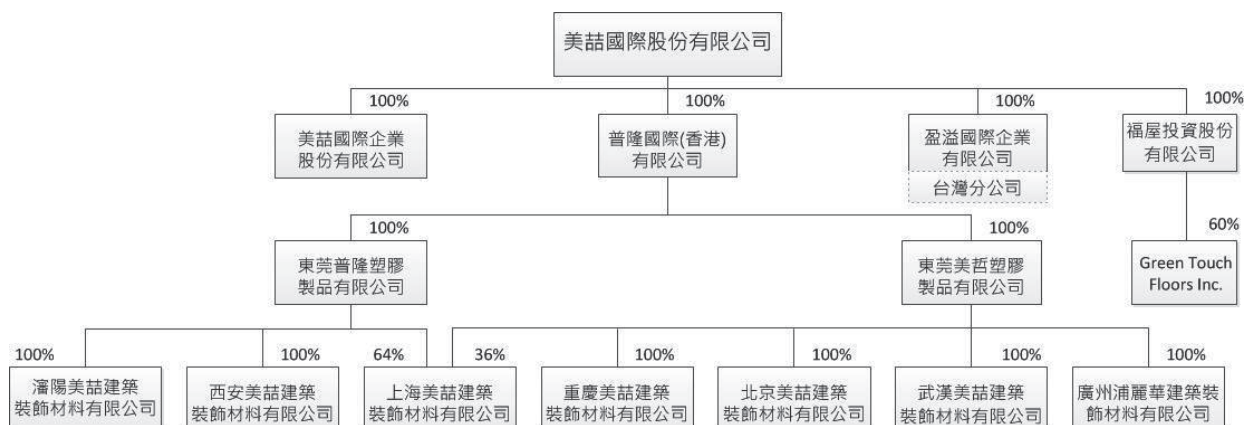 美喆國際股份有限公司
100%
100%
100%
100%
美喆國際企業
股份有限公司
普隆國際(香港)
有限公司
盈溢國際企業
有限公司
台灣分公司
福屋投資股份
有限公司
100%
100%
60%
東莞普隆塑膠
製品有限公司
東莞美哲塑膠
製品有限公司
Green Touch
Floors Inc.
100%
100%
64%
36%
100%
100%
100%
100%
瀋陽美喆建築
裝飾材料有限公司
西安美喆建築
裝飾材料有限公司
上海美喆建築
裝飾材料有限公司
重慶美喆建築
裝飾材料有限公司
北京美喆建築
裝飾材料有限公司
武漢美喆建築
裝飾材料有限公司
廣州浦麗華建築裝
飾材料有限公司